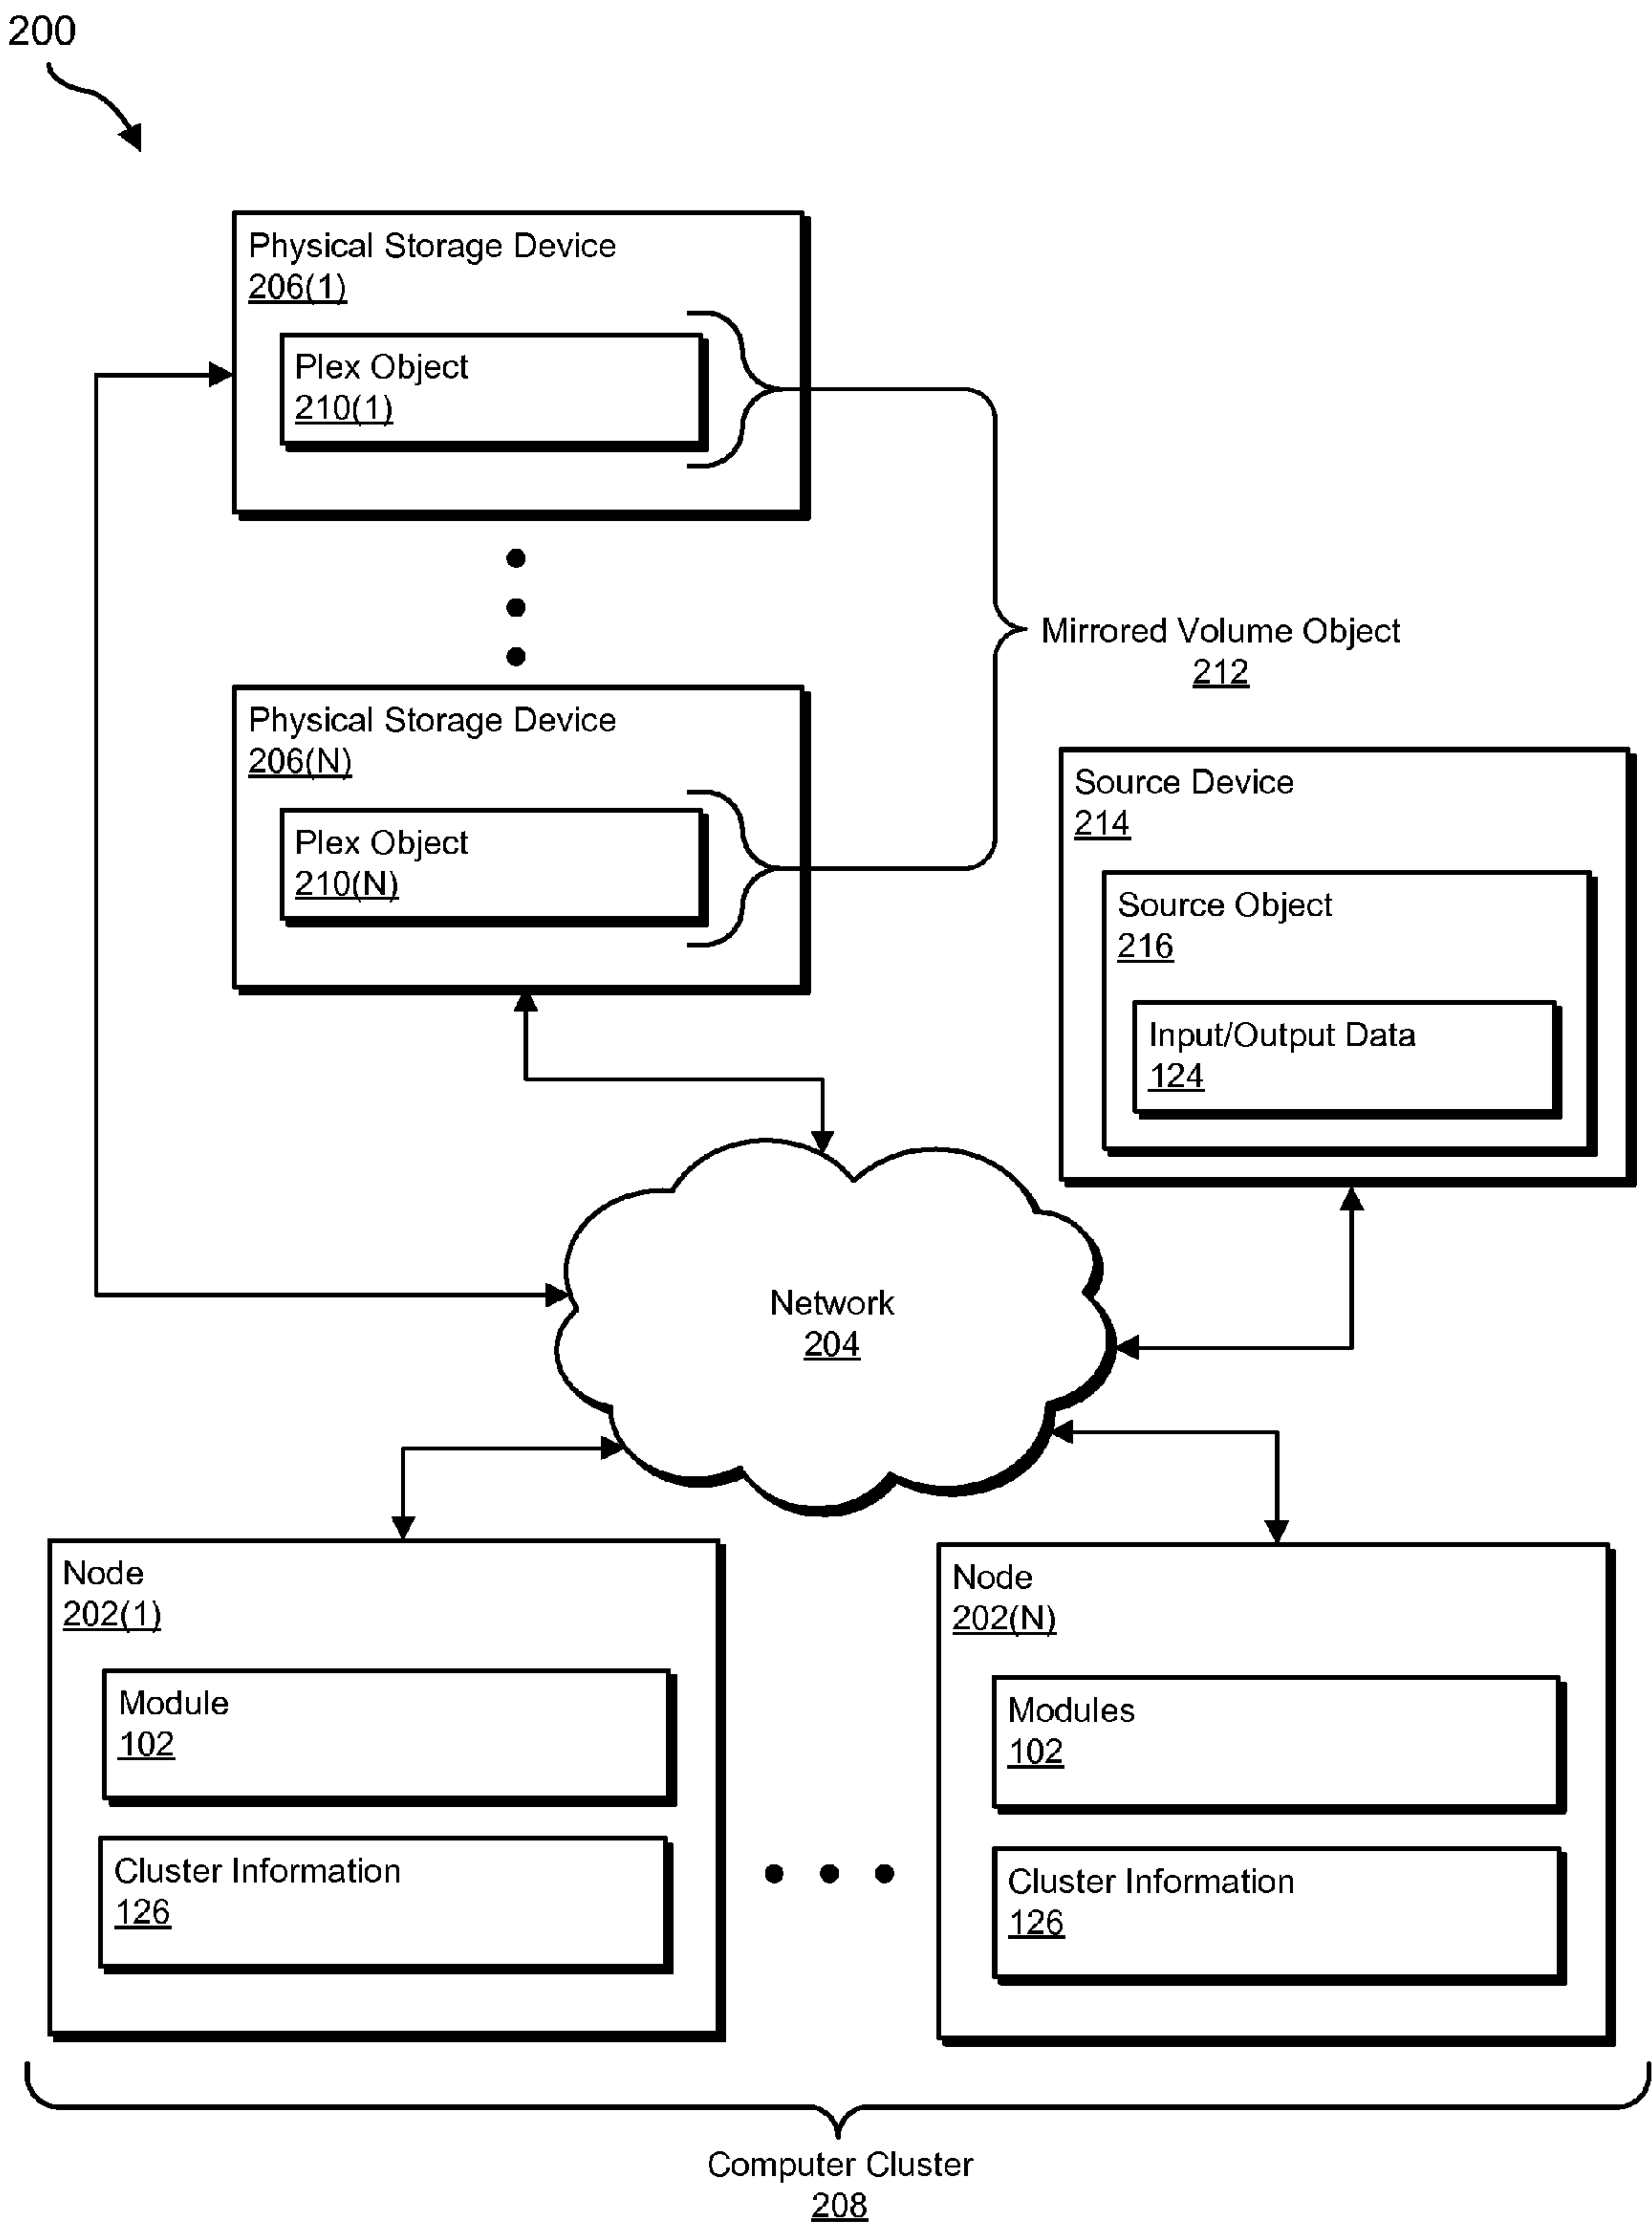 200
Physical Storage Device
206(1)
Plex Object
210(1)
Mirrored Volume Object
212
Physical Storage Device
206(N)
Plex Object
210(N)
Source Device
214
Source Object
216
Input/Output Data
124
Network
204
Node
202(1)
Module
102
Cluster Information
126
Node
202(N)
Modules
102
Cluster Information
126
Computer Cluster
208